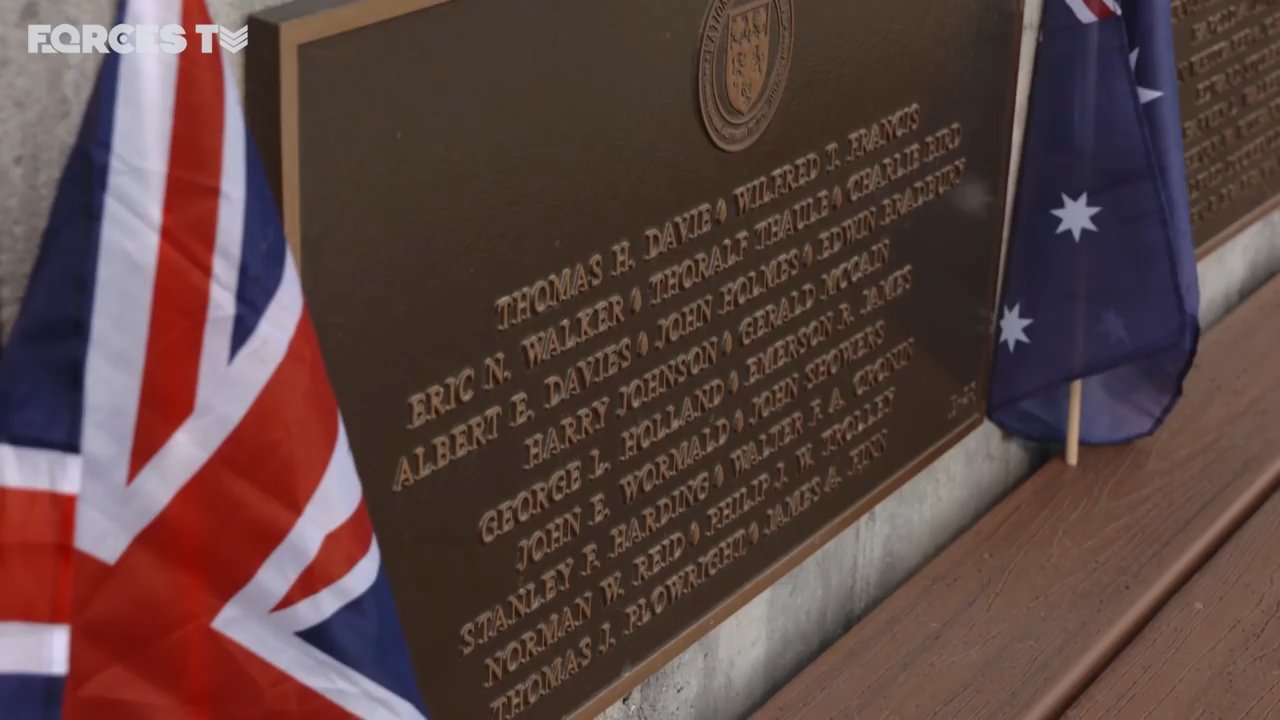 FORCES TV
THOMAS H. DAVIE ◊ WILFRED T. FRANCIS
ERIC N. WALKER ◊ THORALF THAULE ◊ CHARLIE BIRD
ALBERT E. DAVIES ◊ JOHN HOLMES ◊ EDWIN BRADBURY
HARRY JOHNSON ◊ GERALD MCCAIN
GEORGE L. HOLLAND ◊ EMERSON R. JAMES
JOHN E. WORMALD ◊ JOHN SHOWERS
STANLEY F. HARDING ◊ WALTER F. A. CRONN
NORMAN W. REID ◊ PHILIP J. W. TROLLEY
THOMAS J. PLOWRIGHT ◊ JAMES A. FINN